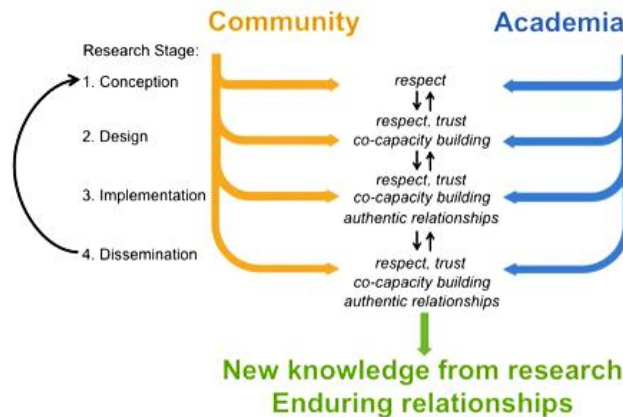 Community
Academia
Research Stage:
1. Conception
respect
2. Design
respect, trust
co-capacity building
3. Implementation
respect, trust
co-capacity building
authentic relationships
4. Dissemination
respect, trust
co-capacity building
authentic relationships
New knowledge from research
Enduring relationships